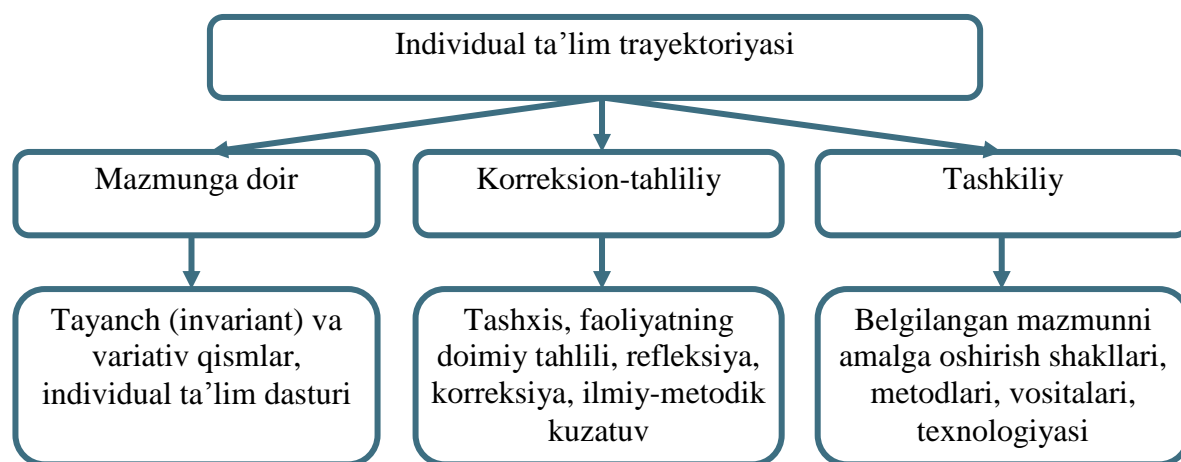 Individual ta’lim trayektoriyasi
Mazmunga doir
Korreksion-tahliliy
Tashkiliy
Tayanch (invariant) va
variativ qismlar,
individual ta’lim dasturi
Tashxis, faoliyatning
doimiy tahlili, refleksiya,
korreksiya, ilmiy-metodik
kuzatuv
Belgilangan mazmunni
amalga oshirish shakllari,
metodlari, vositalari,
texnologiyasi